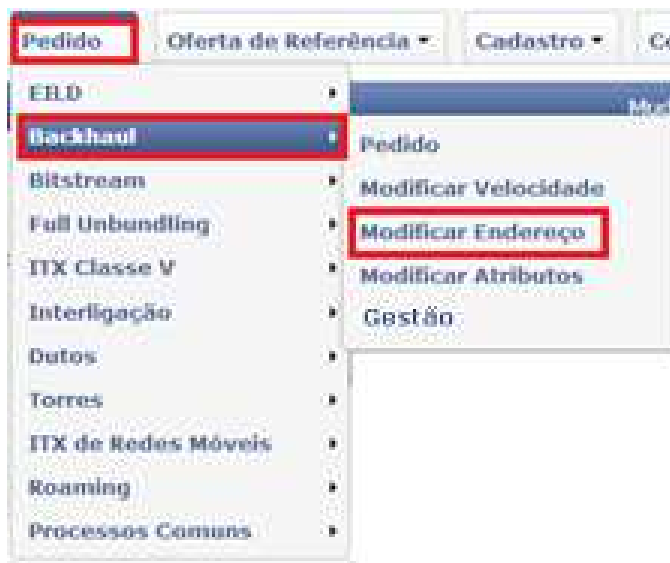 Pedido
Oferta de Referência
Cadastro
EILD
Backhaul
Bitstream
Full Unbundling
ITX Classe V
Interligação
Dutos
Torres
ITX de Redes Móveis
Roaming
Processos Comuns
Pedido
Modificar Velocidade
Modificar Endereço
Modificar Atributos
Gestão